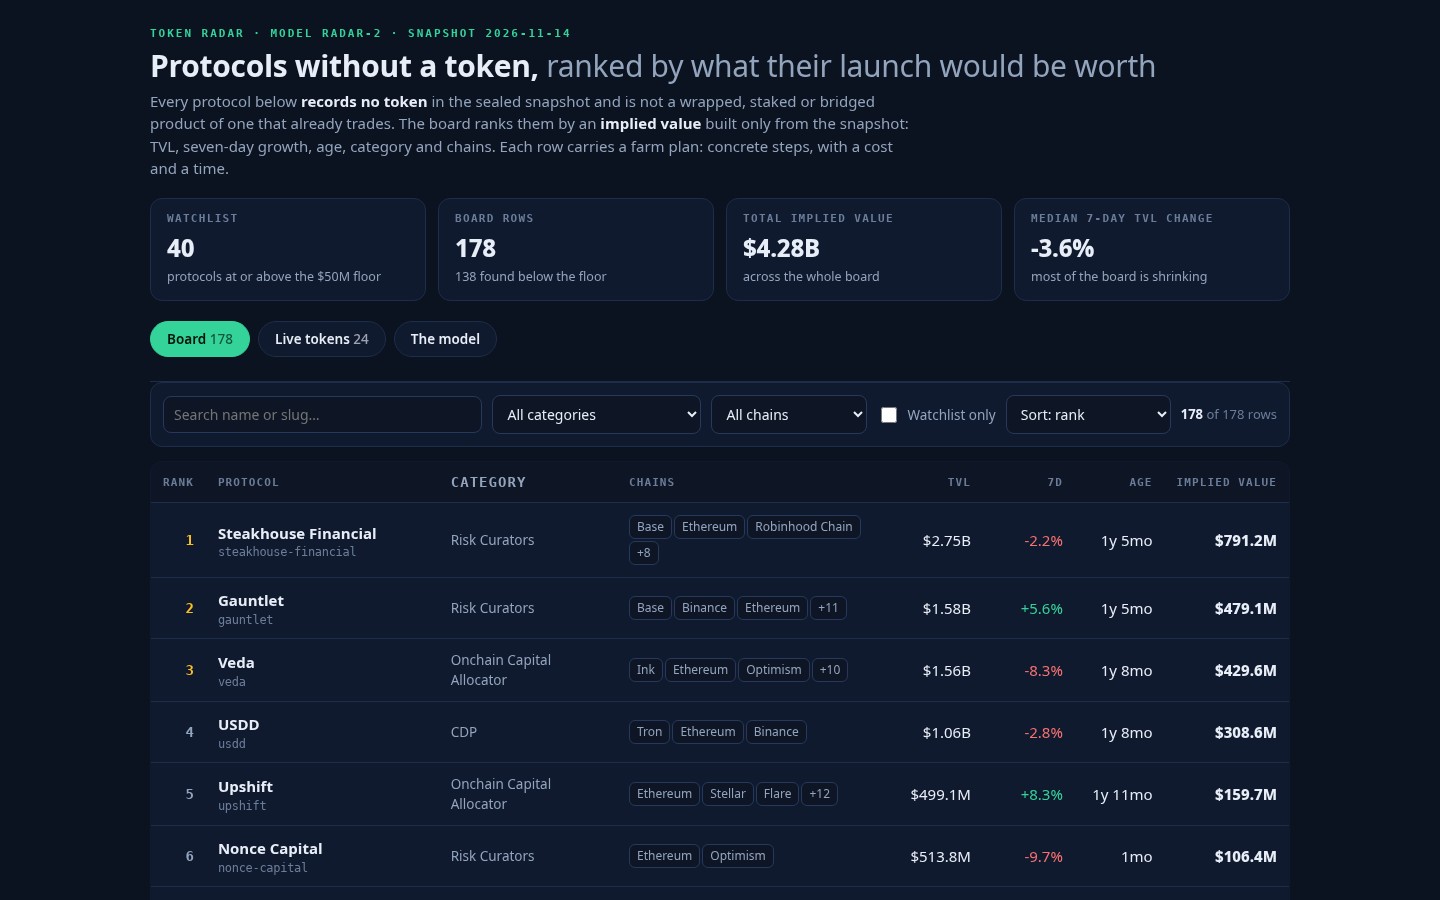 TOKEN RADAR · MODEL RADAR-2 · SNAPSHOT 2026-11-14
Protocols without a token, ranked by what their launch would be worth
Every protocol below records no token in the sealed snapshot and is not a wrapped, staked or bridged
product of one that already trades. The board ranks them by an implied value built only from the snapshot:
TVL, seven-day growth, age, category and chains. Each row carries a farm plan: concrete steps, with a cost
and a time.
WATCHLIST
40
protocols at or above the $50M floor
BOARD ROWS
178
138 found below the floor
TOTAL IMPLIED VALUE
$4.28B
across the whole board
MEDIAN 7-DAY TVL CHANGE
-3.6%
most of the board is shrinking
Board 178
Live tokens 24
The model
Search name or slug...
All categories
All chains
Watchlist only
Sort: rank
178 of 178 rows
RANK PROTOCOL CATEGORY CHAINS TVL 7D AGE IMPLIED VALUE
1 Steakhouse Financial Risk Curators Base Ethereum Robinhood Chain $2.75B -2.2% 1y 5mo $791.2M
steakhouse-financial +8
2 Gauntlet Risk Curators Base Binance Ethereum +11 $1.58B +5.6% 1y 5mo $479.1M
gauntlet
3 Veda Onchain Capital Ink Ethereum Optimism +10 $1.56B -8.3% 1y 8mo $429.6M
veda Allocator
4 USDD CDP Tron Ethereum Binance $1.06B -2.8% 1y 8mo $308.6M
usdd
5 Upshift Onchain Capital Ethereum Stellar Flare +12 $499.1M +8.3% 1y 11mo $159.7M
upshift Allocator
6 Nonce Capital Risk Curators Ethereum Optimism $513.8M -9.7% 1mo $106.4M
nonce-capital